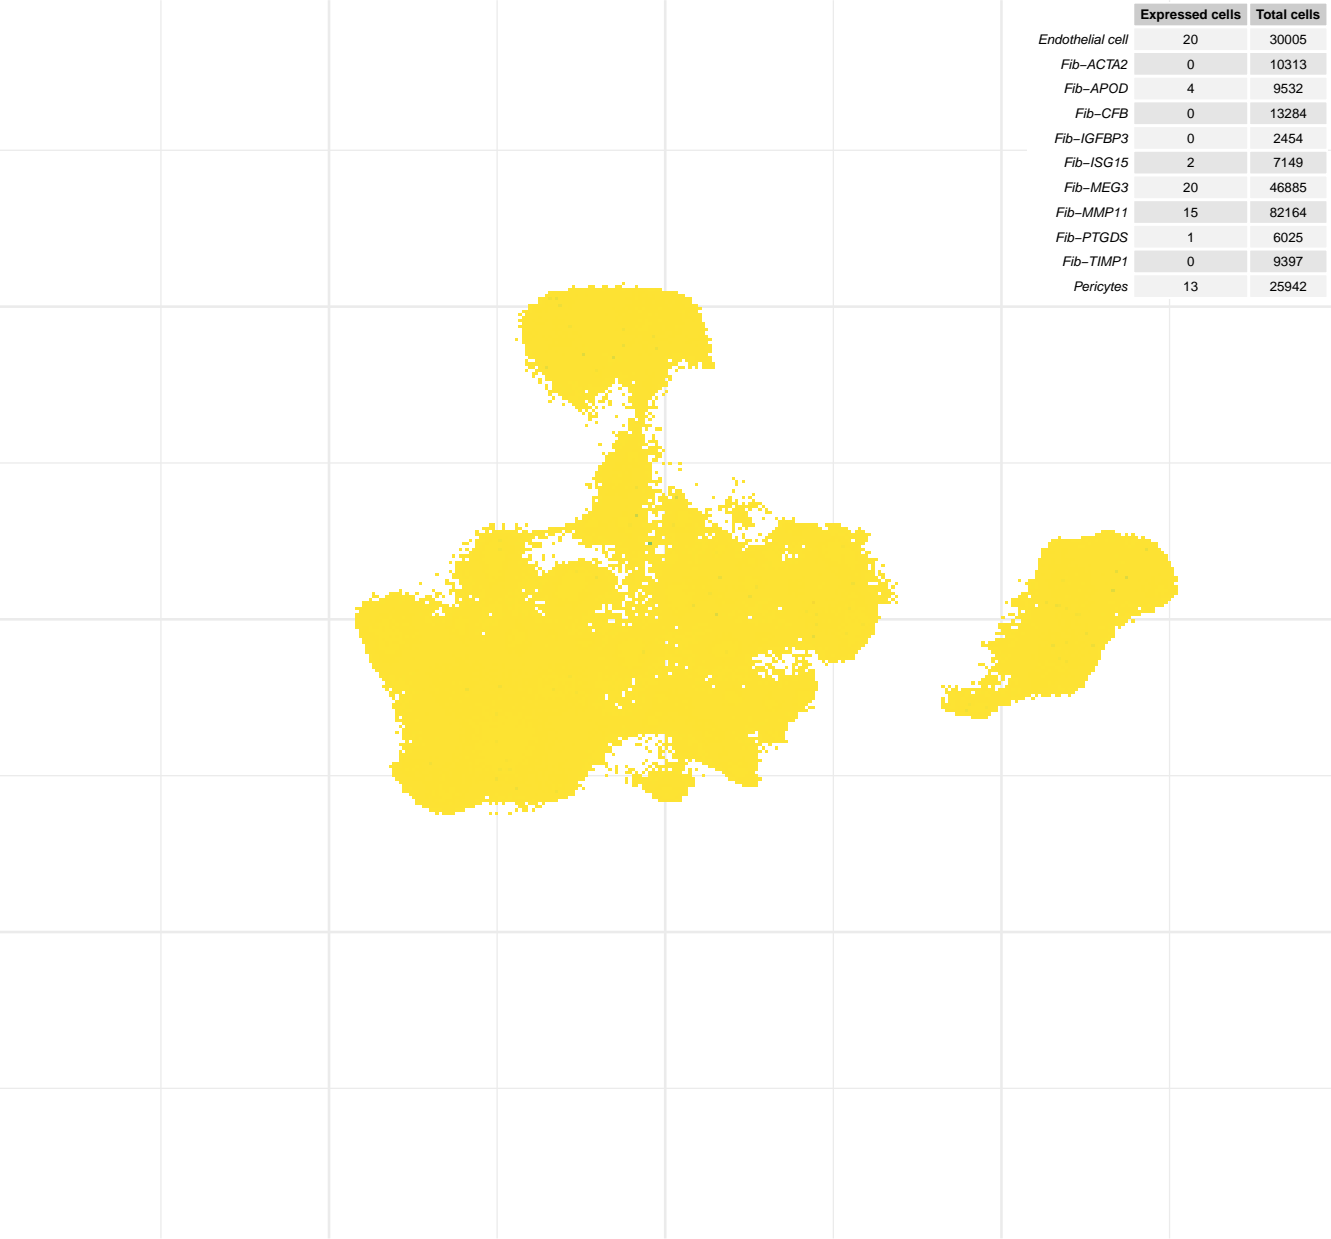 Expressed cells Total cells
Endothelial cell 20 30005
Fib−ACTA2 0 10313
Fib−APOD 4 9532
Fib−CFB 0 13284
Fib−IGFBP3 0 2454
Fib−ISG15 2 7149
Fib−MEG3 20 46885
Fib−MMP11 15 82164
Fib−PTGDS 1 6025
Fib−TIMP1 0 9397
Pericytes 13 25942